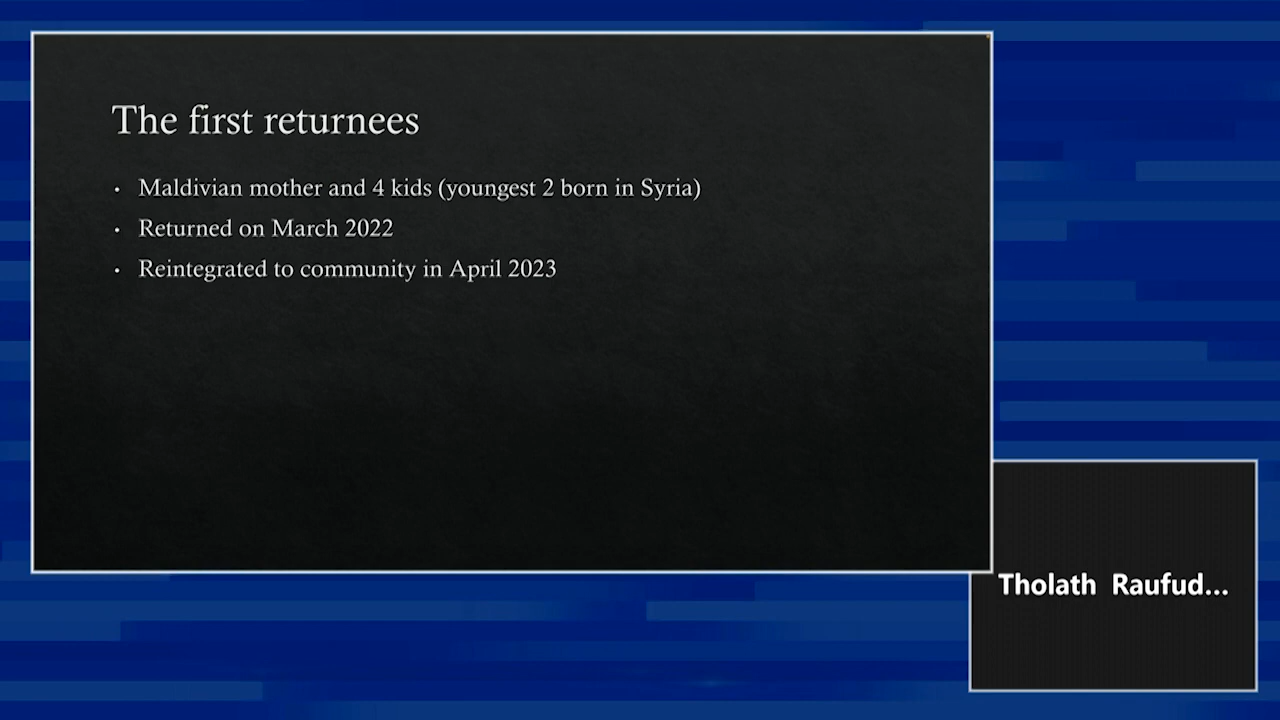 The first returnees
• Maldivian mother and 4 kids (youngest 2 born in Syria)
• Returned on March 2022
• Reintegrated to community in April 2023
Tholath Raufud...